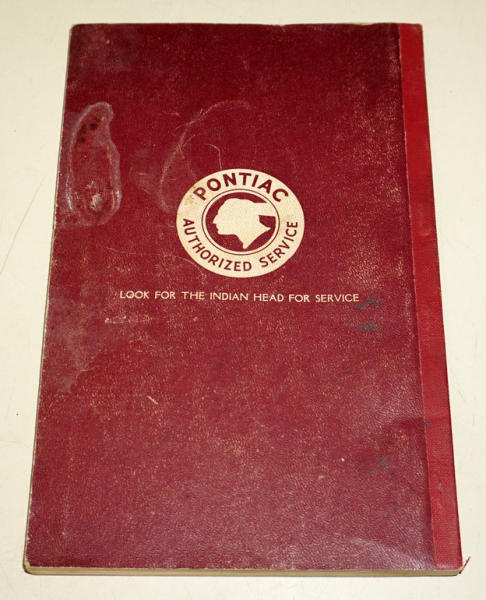 PONTIAC
AUTHORIZED SERVICE
LOOK FOR THE INDIAN HEAD FOR SERVICE